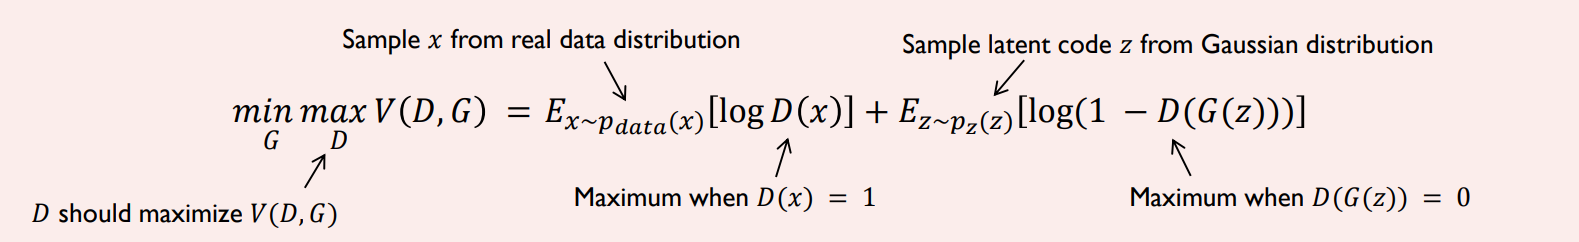 Sample x from real data distribution
Sample latent code z from Gaussian distribution
min max V(D, G) = E_{x~p_{data}(x)}[log D(x)] + E_{z~p_z(z)}[log(1 − D(G(z)))]
G D
Maximum when D(x) = 1
Maximum when D(G(z)) = 0
D should maximize V(D, G)